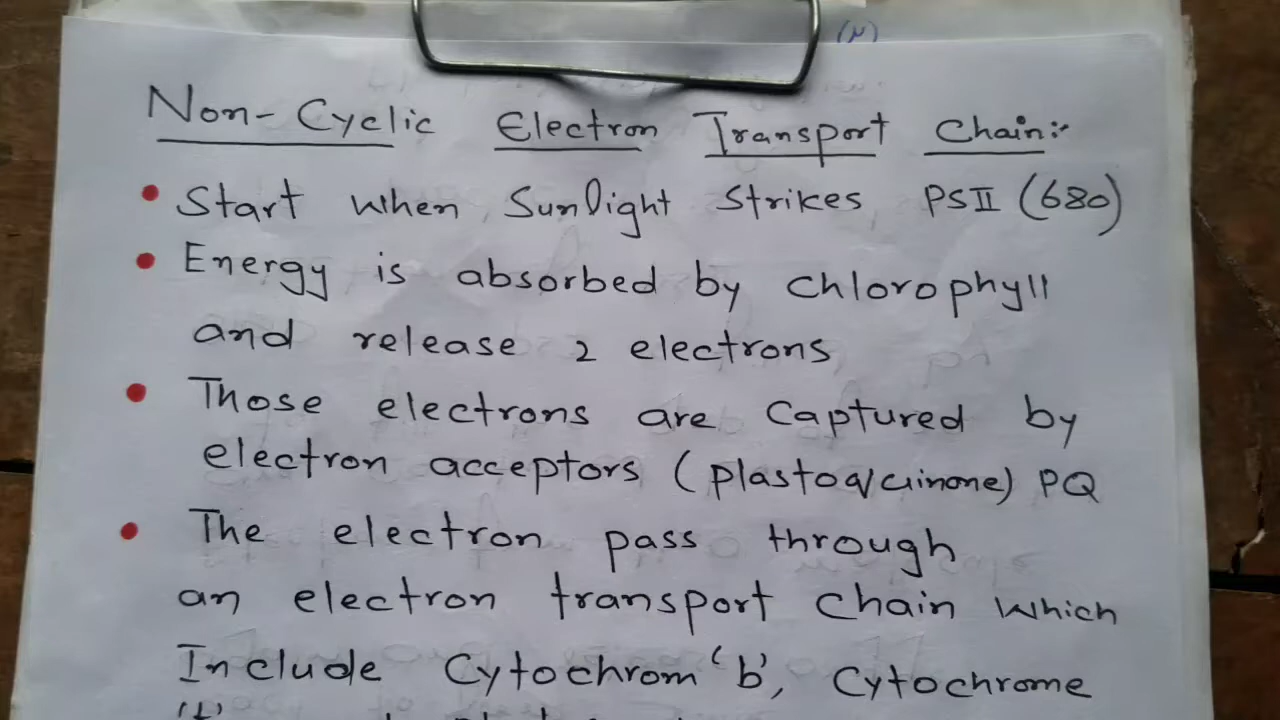 (N)
Non-Cyclic Electron Transport Chain:-
• Start when Sunlight Strikes PSII (680)
• Energy is absorbed by chlorophyll
and release 2 electrons
• Those electrons are captured by
electron acceptors (plastoquinone) PQ
• The electron pass through
an electron transport chain which
Include Cytochrom 'b', Cytochrome